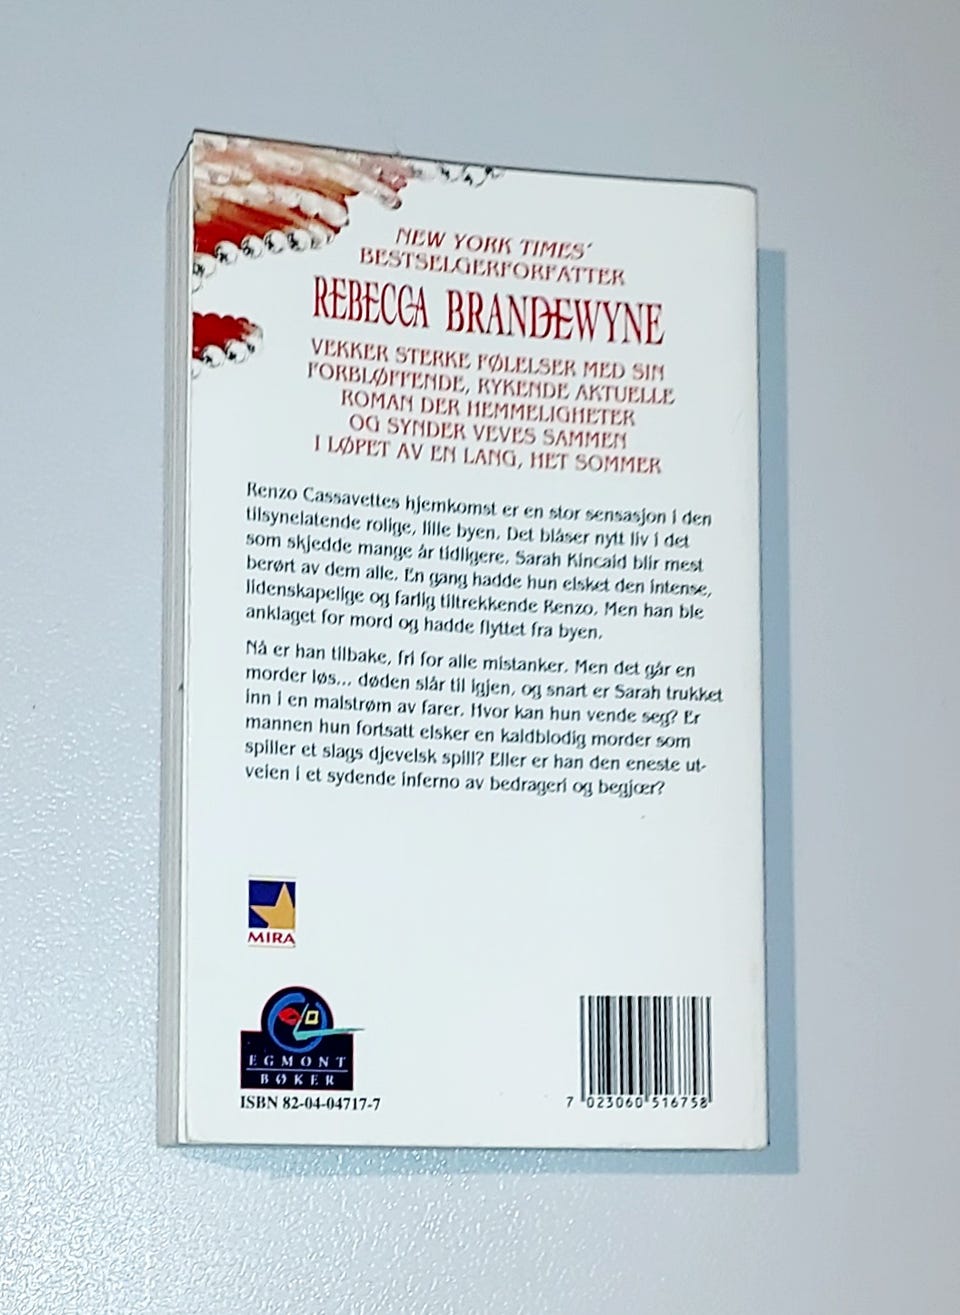 NEW YORK TIMES'
BESTSELGERFORFATTER
REBECCA BRANDEWYNE
VEKKER STERKE FØLELSER MED SIN
FORBLØFFENDE, RYKENDE AKTUELLE
ROMAN DER HEMMELIGHETER
OG SYNDER VEVES SAMMEN
I LØPET AV EN LANG, HET SOMMER
Renzo Cassavettes hjemkomst er en stor sensasjon i den
tilsynelatende rolige, lille byen. Det blåser nytt liv i det
som skjedde mange år tidligere. Sarah Kincaid blir mest
berørt av dem alle. En gang hadde hun elsket den intense,
lidenskapelige og farlig tiltrekkende Renzo. Men han ble
anklaget for mord og hadde flyttet fra byen.
Nå er han tilbake, fri for alle mistanker. Men det går en
morder løs... døden slår til igjen, og snart er Sarah trukket
inn i en malstrøm av farer. Hvor kan hun vende seg? Er
mannen hun fortsatt elsker en kaldblodig morder som
spiller et slags djevelsk spill? Eller er han den eneste ut-
veien i et sydende inferno av bedrageri og begjær?
MIRA
EGMONT
BØKER
ISBN 82-04-04717-7
7 023060 516758